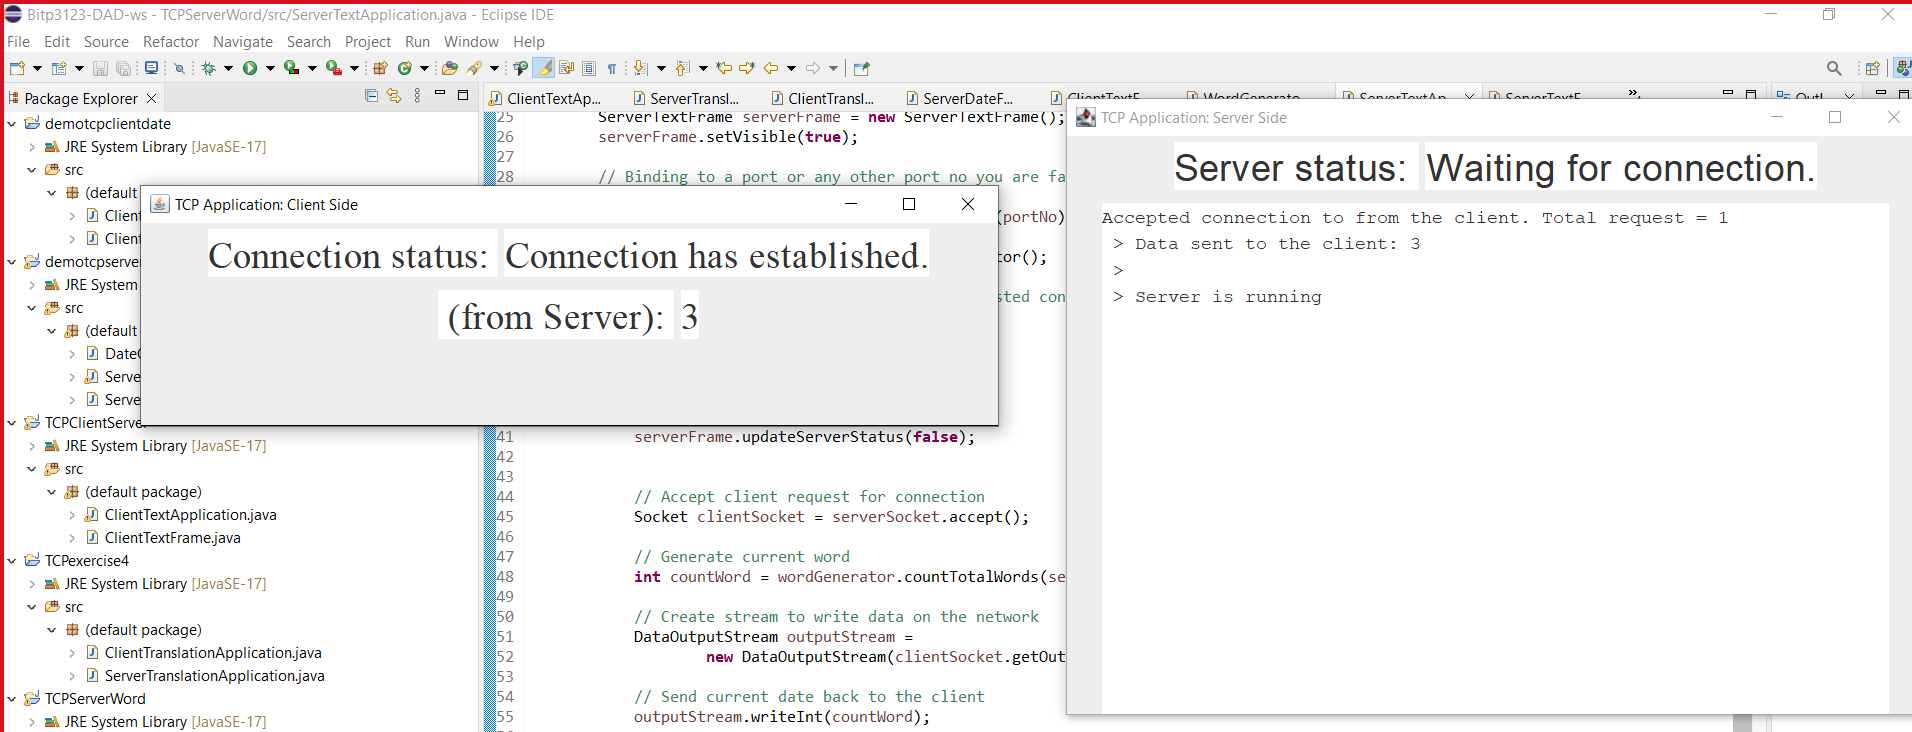 Bitp3123-DAD-ws - TCPServerWord/src/ServerTextApplication.java - Eclipse IDE
File Edit Source Refactor Navigate Search Project Run Window Help
Package Explorer
demotcpclientdate
JRE System Library [JavaSE-17]
src
(default
Client
Client
demotcpserver
JRE System
src
(default
Date
Serve
Serve
TCPClientServer
JRE System Library [JavaSE-17]
src
(default package)
ClientTextApplication.java
ClientTextFrame.java
TCPexercise4
JRE System Library [JavaSE-17]
src
(default package)
ClientTranslationApplication.java
ServerTranslationApplication.java
TCPServerWord
JRE System Library [JavaSE-17]
ClientTextAp... ServerTransl... ClientTransl... ServerDateF... ClientTextF WordGenerato ServerTextAp ServerTextF Outl
25 ServerTextFrame serverFrame = new ServerTextFrame();
26 serverFrame.setVisible(true);
27
28 // Binding to a port or any other port no you are fa
(portNo)
tor();
sted con
41 serverFrame.updateServerStatus(false);
42
43
44 // Accept client request for connection
45 Socket clientSocket = serverSocket.accept();
46
47 // Generate current word
48 int countWord = wordGenerator.countTotalWords(se
49
50 // Create stream to write data on the network
51 DataOutputStream outputStream =
52 new DataOutputStream(clientSocket.getOut
53
54 // Send current date back to the client
55 outputStream.writeInt(countWord);
TCP Application: Client Side
Connection status: Connection has established.
(from Server): 3
TCP Application: Server Side
Server status: Waiting for connection.
Accepted connection to from the client. Total request = 1
> Data sent to the client: 3
>
> Server is running